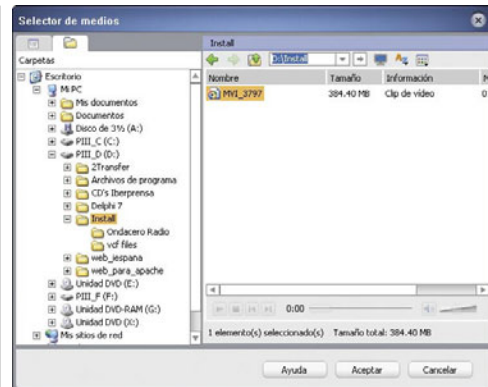 Selector de medios
Carpetas
Escritorio
Mi PC
Mis documentos
Documentos
Disco de 3½ (A:)
PIII_C (C:)
PIII_D (D:)
2Transfer
Archivos de programa
CD's Iberprensa
Delphi 7
Install
Ondacero Radio
vcf files
web_iespana
web_para_apache
Unidad DVD (E:)
PIII_F (F:)
Unidad DVD-RAM (G:)
Unidad DVD (X:)
Mis sitios de red
Install
D:\Install
Nombre Tamaño Información
MVI_3797 384.40 MB Clip de vídeo
0:00
1 elemento(s) seleccionado(s) Tamaño total: 384.40 MB
Ayuda Aceptar Cancelar